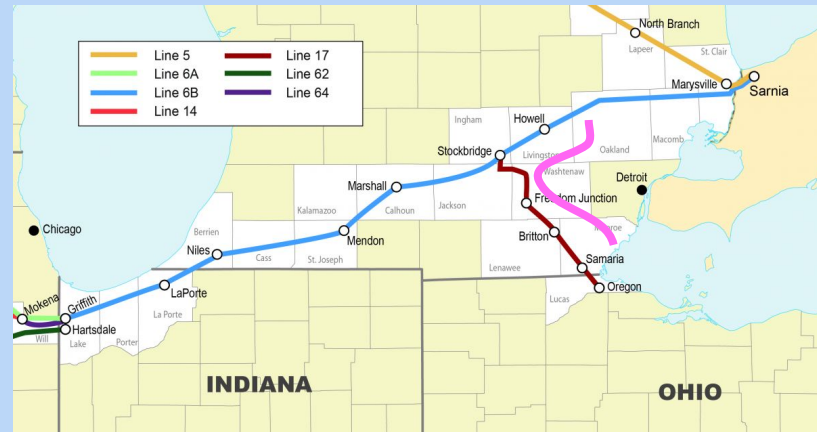 North Branch
Lapeer
St. Clair
Line 5
Line 17
Line 6A
Line 62
Line 6B
Line 64
Line 14
Marysville
Sarnia
Ingham
Howell
Macomb
Stockbridge
Livingston
Oakland
Washtenaw
Detroit
Marshall
Kalamazoo
Calhoun
Jackson
Freedom Junction
Chicago
Berrien
Mendon
Britton
Niles
Cass
St. Joseph
Lenawee
Samaria
LaPorte
Oregon
Mokena
Griffith
La Porte
Lucas
Hartsdale
Will
Lake
Porter
INDIANA
OHIO